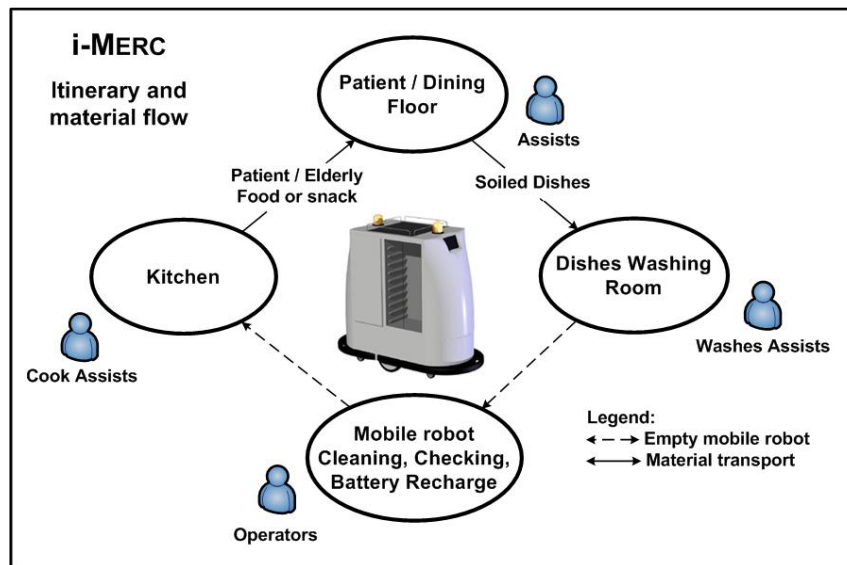 i-MERC
Itinerary and
material flow
Patient / Dining
Floor
Assists
Patient / Elderly
Food or snack
Soiled Dishes
Kitchen
Dishes Washing
Room
Cook Assists
Washes Assists
Mobile robot
Cleaning, Checking,
Battery Recharge
Operators
Legend:
Empty mobile robot
Material transport